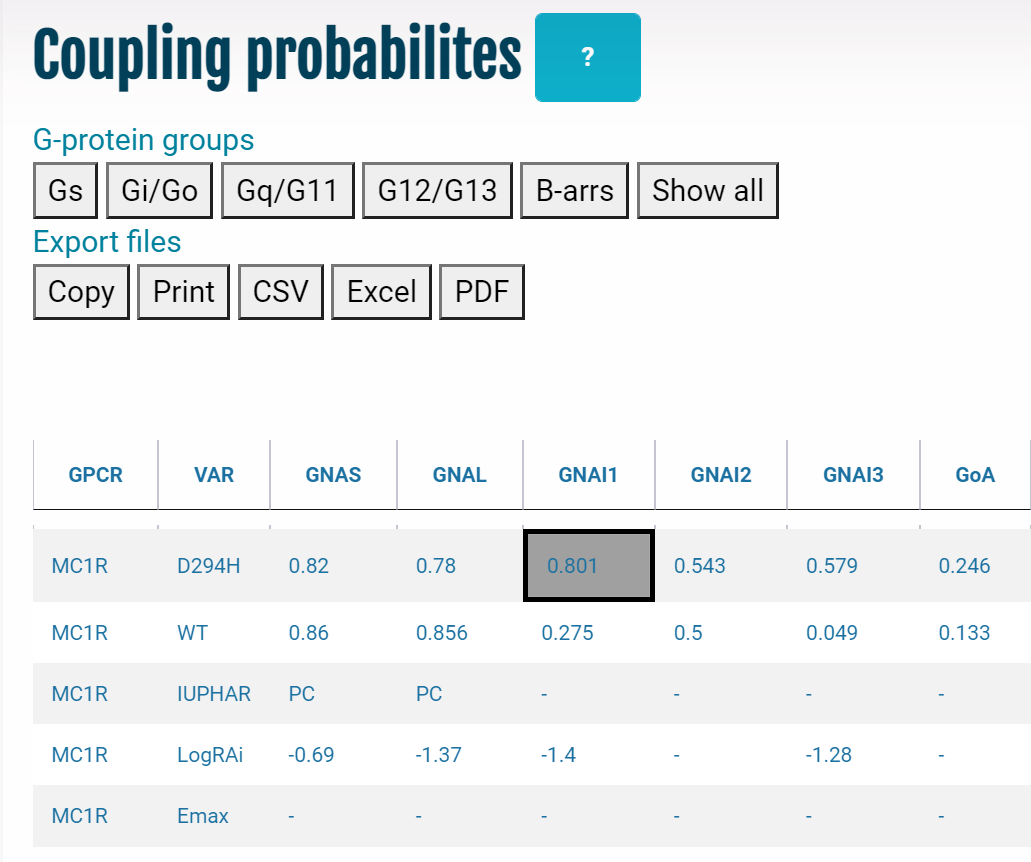 Coupling probabilites ?
G-protein groups
Gs Gi/Go Gq/G11 G12/G13 B-arrs Show all
Export files
Copy Print CSV Excel PDF
GPCR VAR GNAS GNAL GNAI1 GNAI2 GNAI3 GoA
MC1R D294H 0.82 0.78 0.801 0.543 0.579 0.246
MC1R WT 0.86 0.856 0.275 0.5 0.049 0.133
MC1R IUPHAR PC PC - - - -
MC1R LogRAi -0.69 -1.37 -1.4 - -1.28 -
MC1R Emax - - - - - -